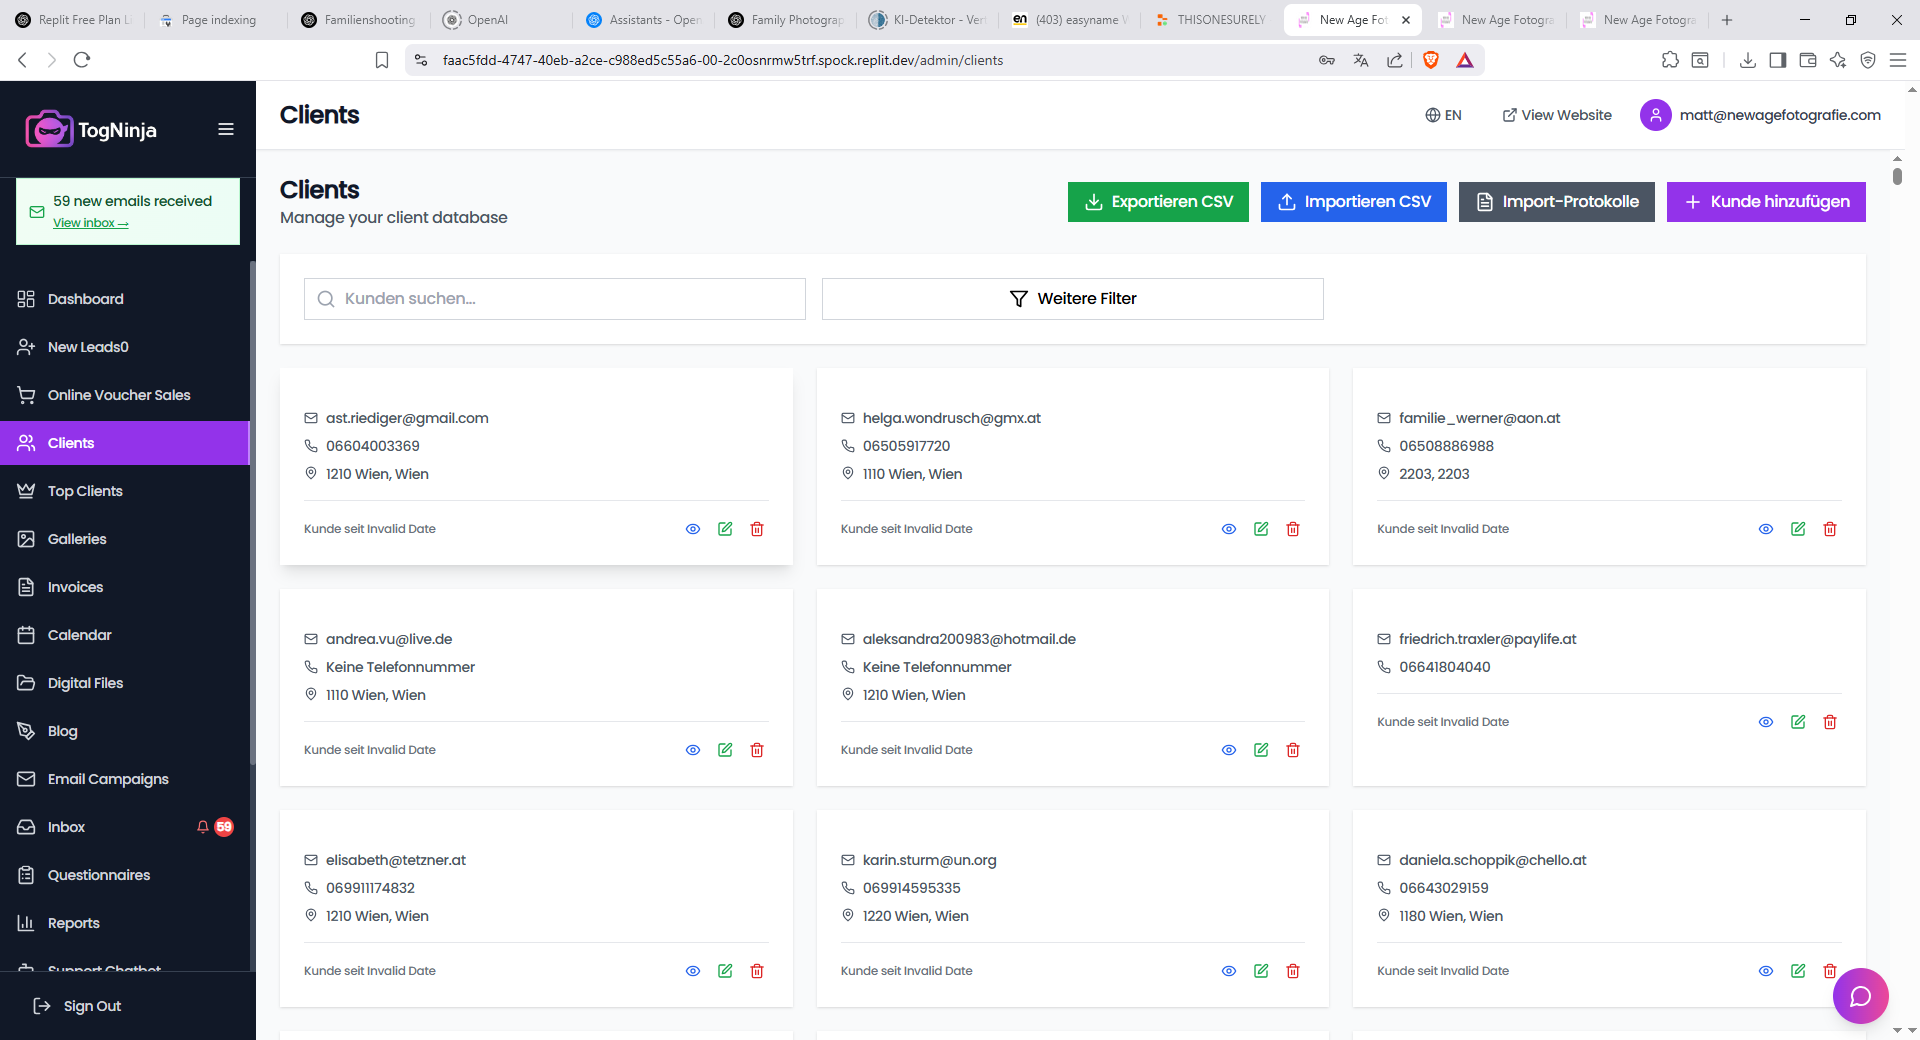 Replit Free Plan Li
Page indexing
Familienshooting
OpenAI
Assistants - Open
Family Photograp
KI-Detektor - Ver
(403) easyname W
THISONESURELY
New Age Fot
New Age Fotogra
New Age Fotogra
faac5fdd-4747-40eb-a2ce-c988ed5c55a6-00-2c0osnrmw5trf.spock.replit.dev/admin/clients
TogNinja
59 new emails received
View inbox →
Dashboard
New Leads0
Online Voucher Sales
Clients
Top Clients
Galleries
Invoices
Calendar
Digital Files
Blog
Email Campaigns
Inbox
59
Questionnaires
Reports
Support Chatbot
Sign Out
Clients
EN
View Website
matt@newagefotografie.com
Clients
Manage your client database
Exportieren CSV
Importieren CSV
Import-Protokolle
Kunde hinzufügen
Kunden suchen...
Weitere Filter
ast.riediger@gmail.com
06604003369
1210 Wien, Wien
Kunde seit Invalid Date
helga.wondrusch@gmx.at
06505917720
1110 Wien, Wien
Kunde seit Invalid Date
familie_werner@aon.at
06508886988
2203, 2203
Kunde seit Invalid Date
andrea.vu@live.de
Keine Telefonnummer
1110 Wien, Wien
Kunde seit Invalid Date
aleksandra200983@hotmail.de
Keine Telefonnummer
1210 Wien, Wien
Kunde seit Invalid Date
friedrich.traxler@paylife.at
06641804040
Kunde seit Invalid Date
elisabeth@tetzner.at
069911174832
1210 Wien, Wien
Kunde seit Invalid Date
karin.sturm@un.org
069914595335
1220 Wien, Wien
Kunde seit Invalid Date
daniela.schoppik@chello.at
06643029159
1180 Wien, Wien
Kunde seit Invalid Date